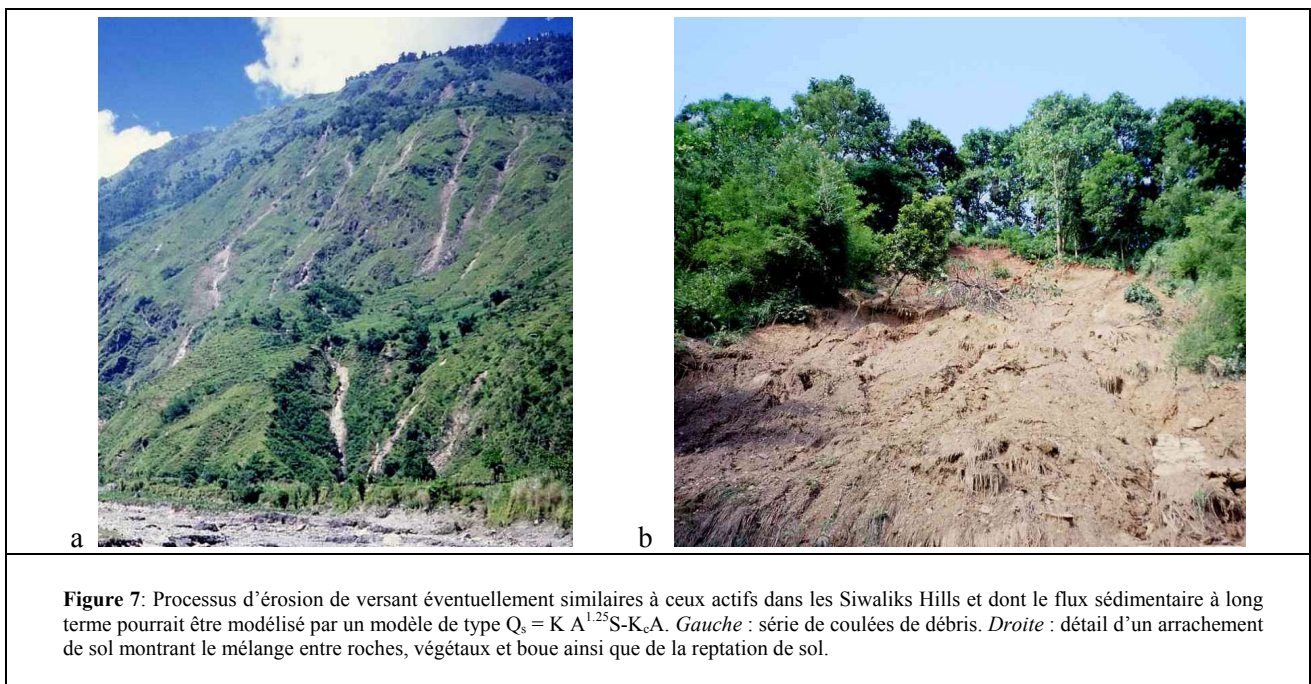 a
b
Figure 7: Processus d’érosion de versant éventuellement similaires à ceux actifs dans les Siwaliks Hills et dont le flux sédimentaire à long
terme pourrait être modélisé par un modèle de type Qs = K A1.25S-KcA. Gauche : série de coulées de débris. Droite : détail d’un arrachement
de sol montrant le mélange entre roches, végétaux et boue ainsi que de la reptation de sol.